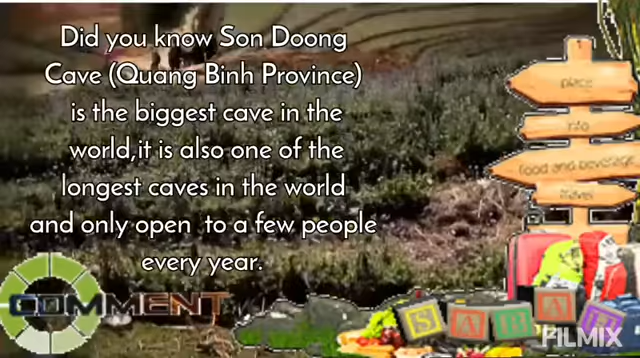 Did you know Son Doong
Cave (Quang Binh Province)
is the biggest cave in the
world,it is also one of the
longest caves in the world
and only open to a few people
every year.
place
info
food and beverage
travel
COMMENT
SABAT
FILMIX